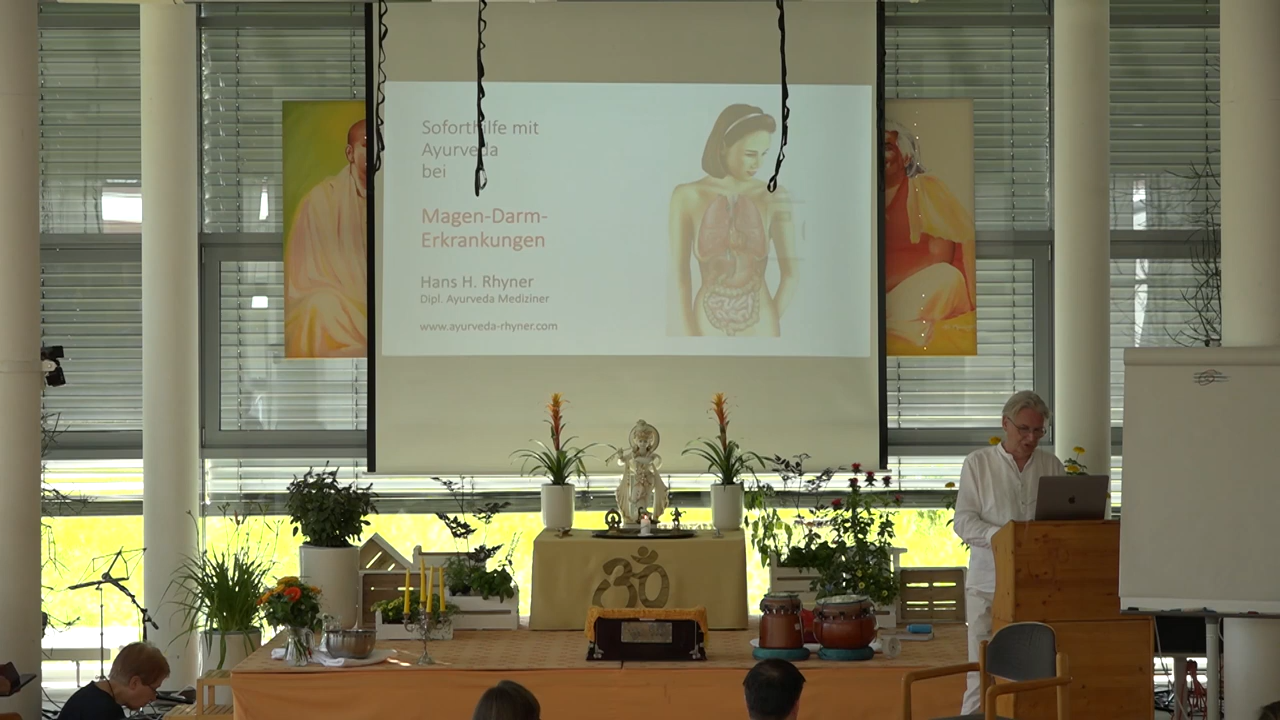 Soforthilfe mit
Ayurveda
bei
Magen-Darm-
Erkrankungen
Hans H. Rhyner
Dipl. Ayurveda Mediziner
www.ayurveda-rhyner.com
ॐ